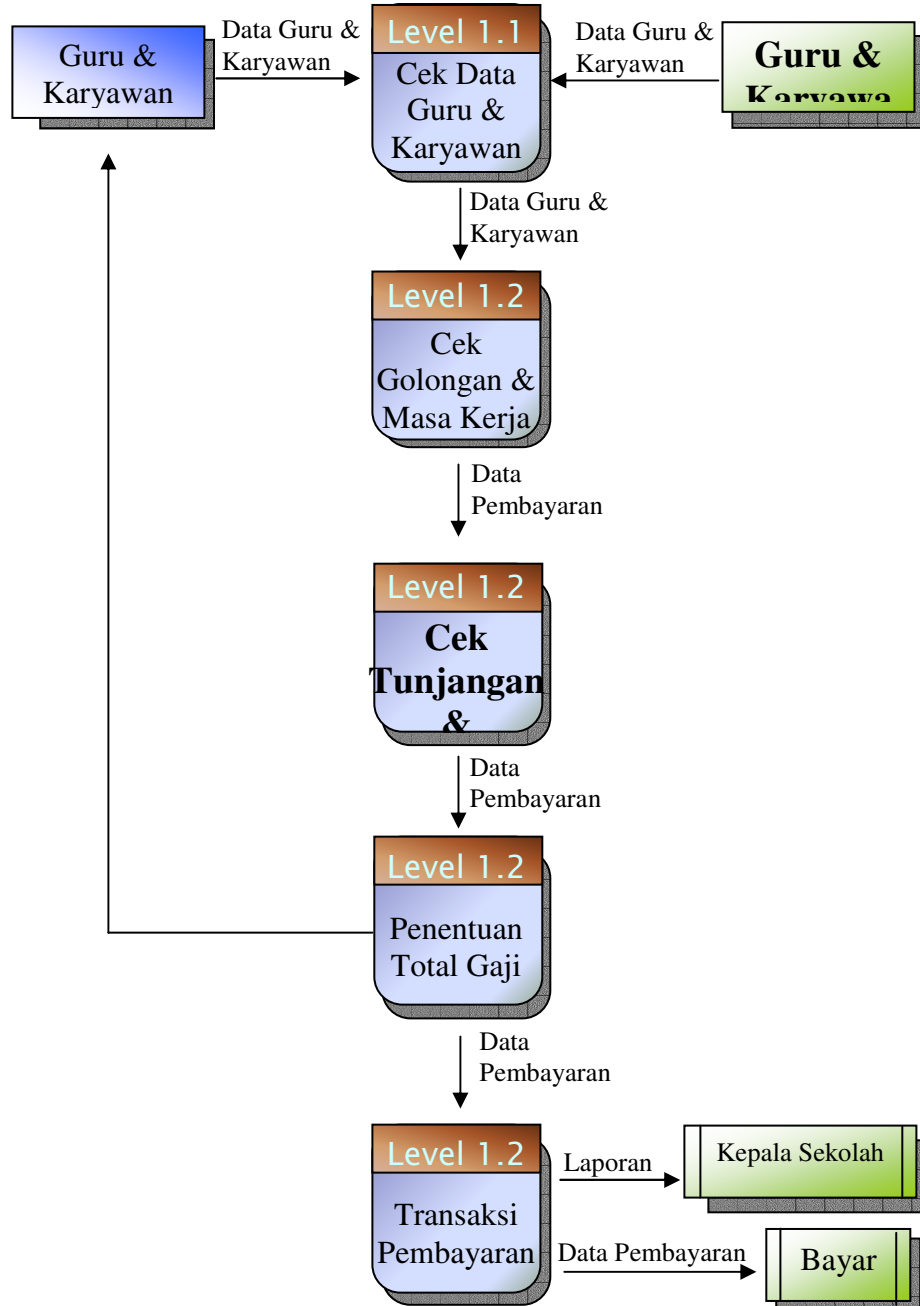 Guru &
Karyawan
Data Guru &
Karyawan
Level 1.1
Cek Data
Guru &
Karyawan
Data Guru &
Karyawan
Guru &
Karyawa
Data Guru &
Karyawan
Level 1.2
Cek
Golongan &
Masa Kerja
Data
Pembayaran
Level 1.2
Cek
Tunjangan
&
Data
Pembayaran
Level 1.2
Penentuan
Total Gaji
Data
Pembayaran
Level 1.2
Transaksi
Pembayaran
Laporan
Kepala Sekolah
Data Pembayaran
Bayar